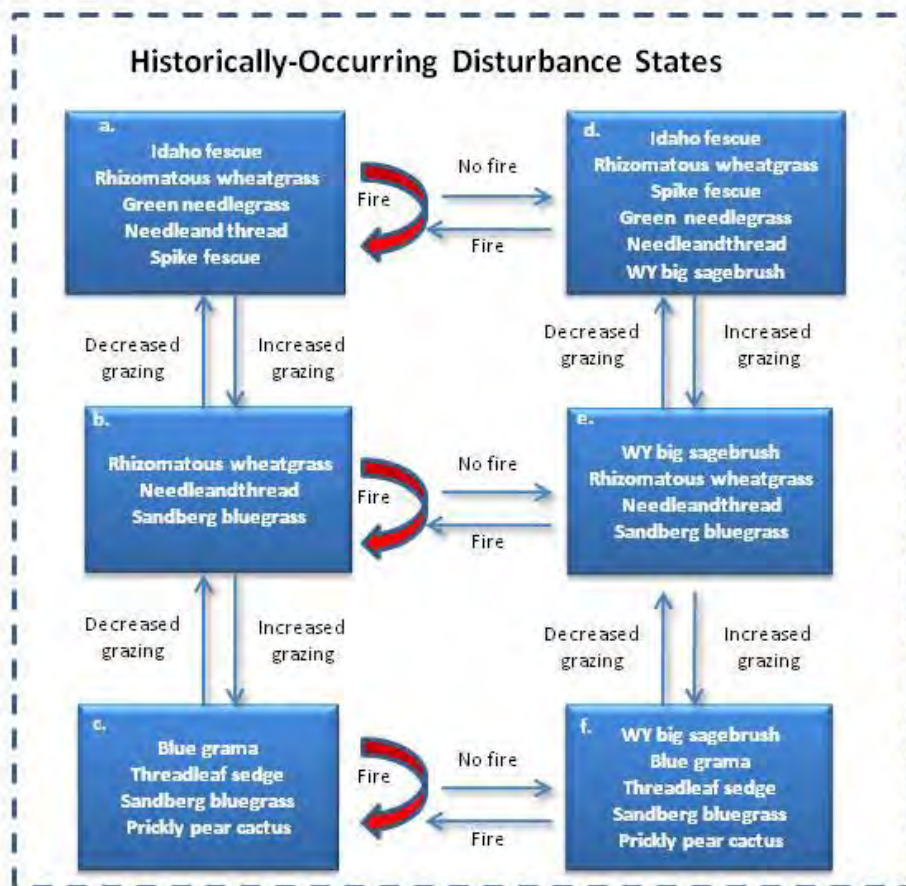 Historically-Occurring Disturbance States
a.
Idaho fescue
Rhizomatous wheatgrass
Green needlegrass
Needleand thread
Spike fescue
Fire
No fire
Fire
d.
Idaho fescue
Rhizomatous wheatgrass
Spike fescue
Green needlegrass
Needleandthread
WY big sagebrush
Decreased
grazing
Increased
grazing
Decreased
grazing
Increased
grazing
b.
Rhizomatous wheatgrass
Needleandthread
Sandberg bluegrass
Fire
No fire
Fire
e.
WY big sagebrush
Rhizomatous wheatgrass
Needleandthread
Sandberg bluegrass
Decreased
grazing
Increased
grazing
Decreased
grazing
Increased
grazing
c.
Blue grama
Threadleaf sedge
Sandberg bluegrass
Prickly pear cactus
Fire
No fire
Fire
f.
WY big sagebrush
Blue grama
Threadleaf sedge
Sandberg bluegrass
Prickly pear cactus